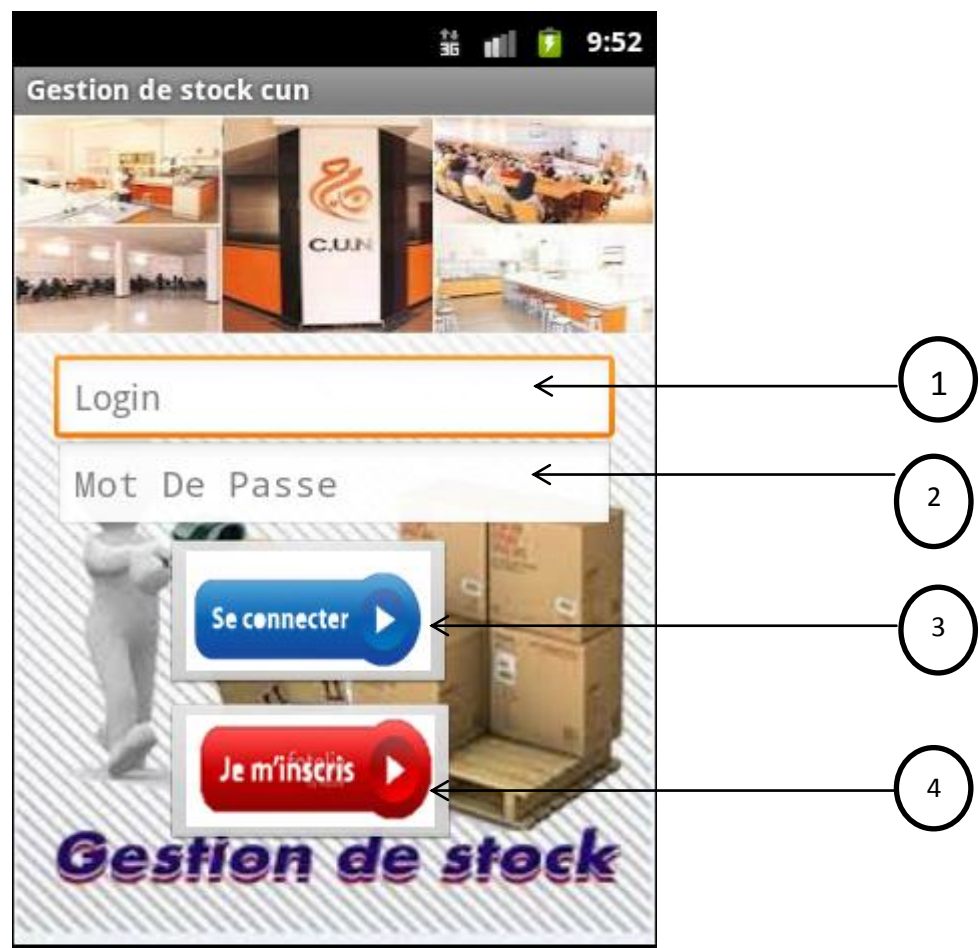 3G 9:52
Gestion de stock cun
C.U.N
Login
1
Mot De Passe
2
Se connecter
3
Je m'inscris
fotolia
4
Gestion de stock